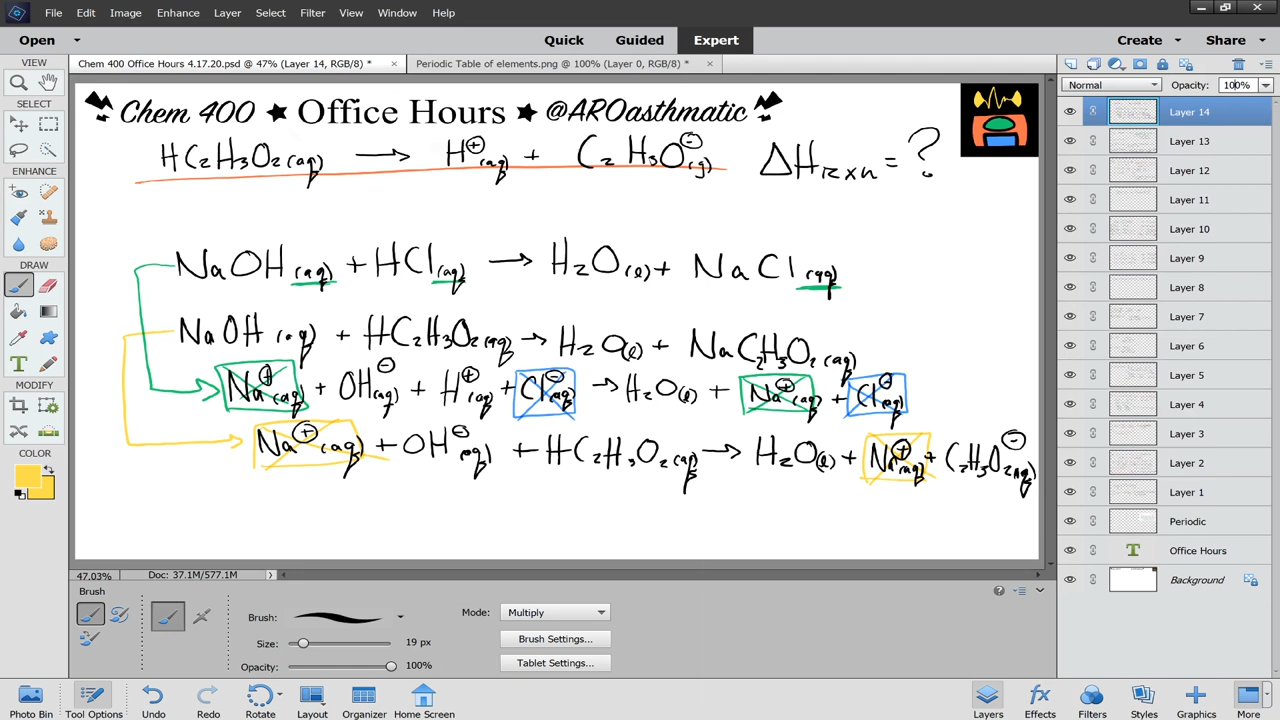 File Edit Image Enhance Layer Select Filter View Window Help
Open Quick Guided Expert Create Share
VIEW
SELECT
ENHANCE
DRAW
MODIFY
COLOR
Chem 400 Office Hours 4.17.20.psd @ 47% (Layer 14, RGB/8) * Periodic Table of elements.png @ 100% (Layer 0, RGB/8) *
Chem 400 ★ Office Hours ★ @AROasthmatic
HC₂H₃O₂(aq) → H⊕(aq) + C₂H₃O⊖(g) ΔHrxn = ?
NaOH(aq) + HCl(aq) → H₂O(l) + NaCl(aq)
NaOH(aq) + HC₂H₃O₂(aq) → H₂O(l) + NaC₂H₃O₂(aq)
Na⊕(aq) + OH⊖(aq) + H⊕(aq) + Cl⊖(aq) → H₂O(l) + Na⊕(aq) + Cl⊖(aq)
Na⊕(aq) + OH⊖(aq) + HC₂H₃O₂(aq) → H₂O(l) + Na⊕(aq) + C₂H₃O₂⊖(aq)
47.03% Doc: 37.1M/577.1M
Brush
Brush:
Size: 19 px
Opacity: 100%
Mode: Multiply
Brush Settings...
Tablet Settings...
Normal Opacity: 100%
Layer 14
Layer 13
Layer 12
Layer 11
Layer 10
Layer 9
Layer 8
Layer 7
Layer 6
Layer 5
Layer 4
Layer 3
Layer 2
Layer 1
Periodic
Office Hours
Background
Photo Bin Tool Options Undo Redo Rotate Layout Organizer Home Screen Layers Effects Filters Styles Graphics More